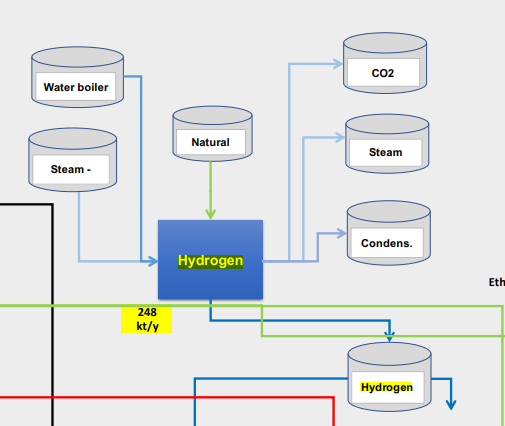 Water boiler
CO2
Natural
Steam -
Steam
Condens.
Hydrogen
Eth
248
kt/y
Hydrogen